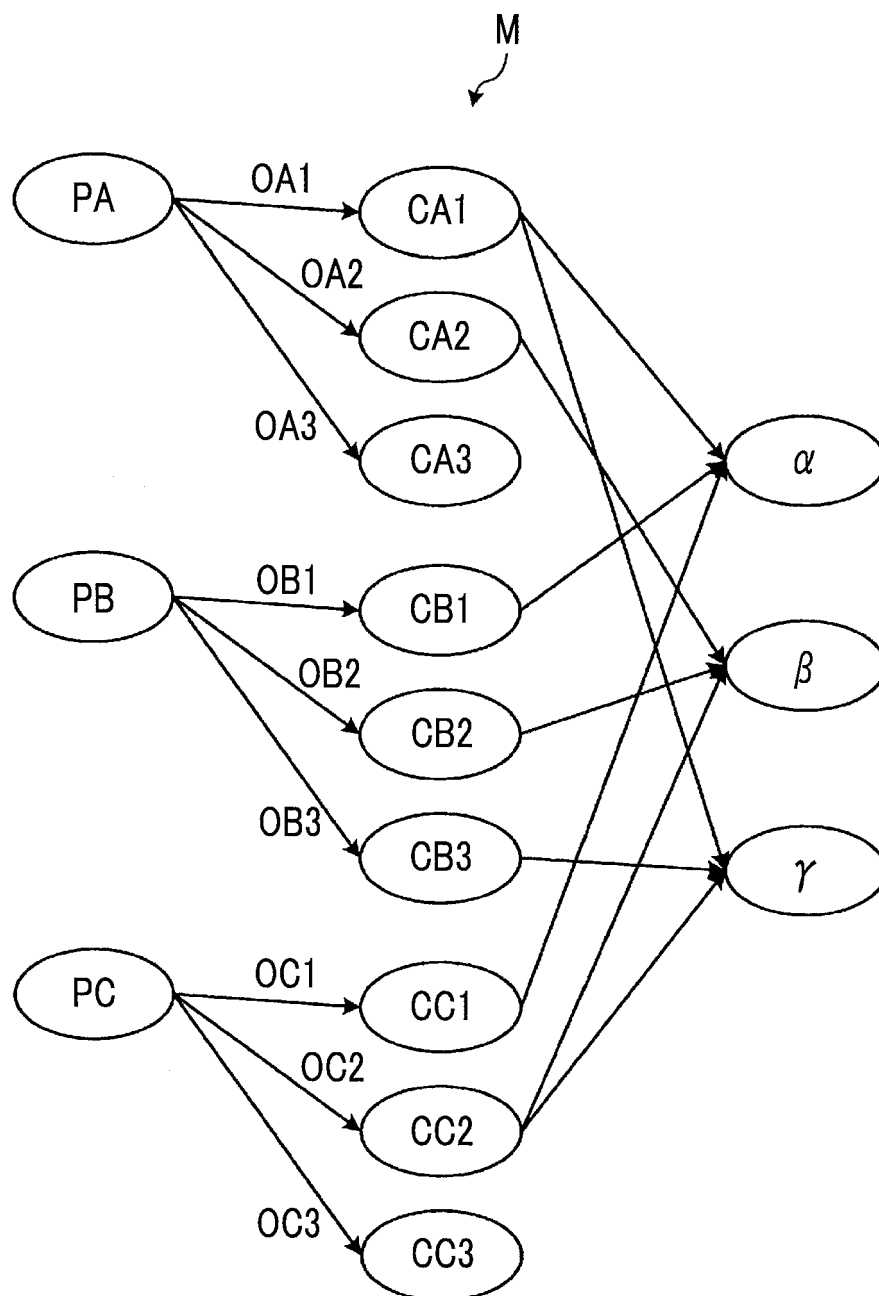 M
PA
OA1
CA1
OA2
CA2
OA3
CA3
α
PB
OB1
CB1
OB2
CB2
β
OB3
CB3
γ
PC
OC1
CC1
OC2
CC2
OC3
CC3